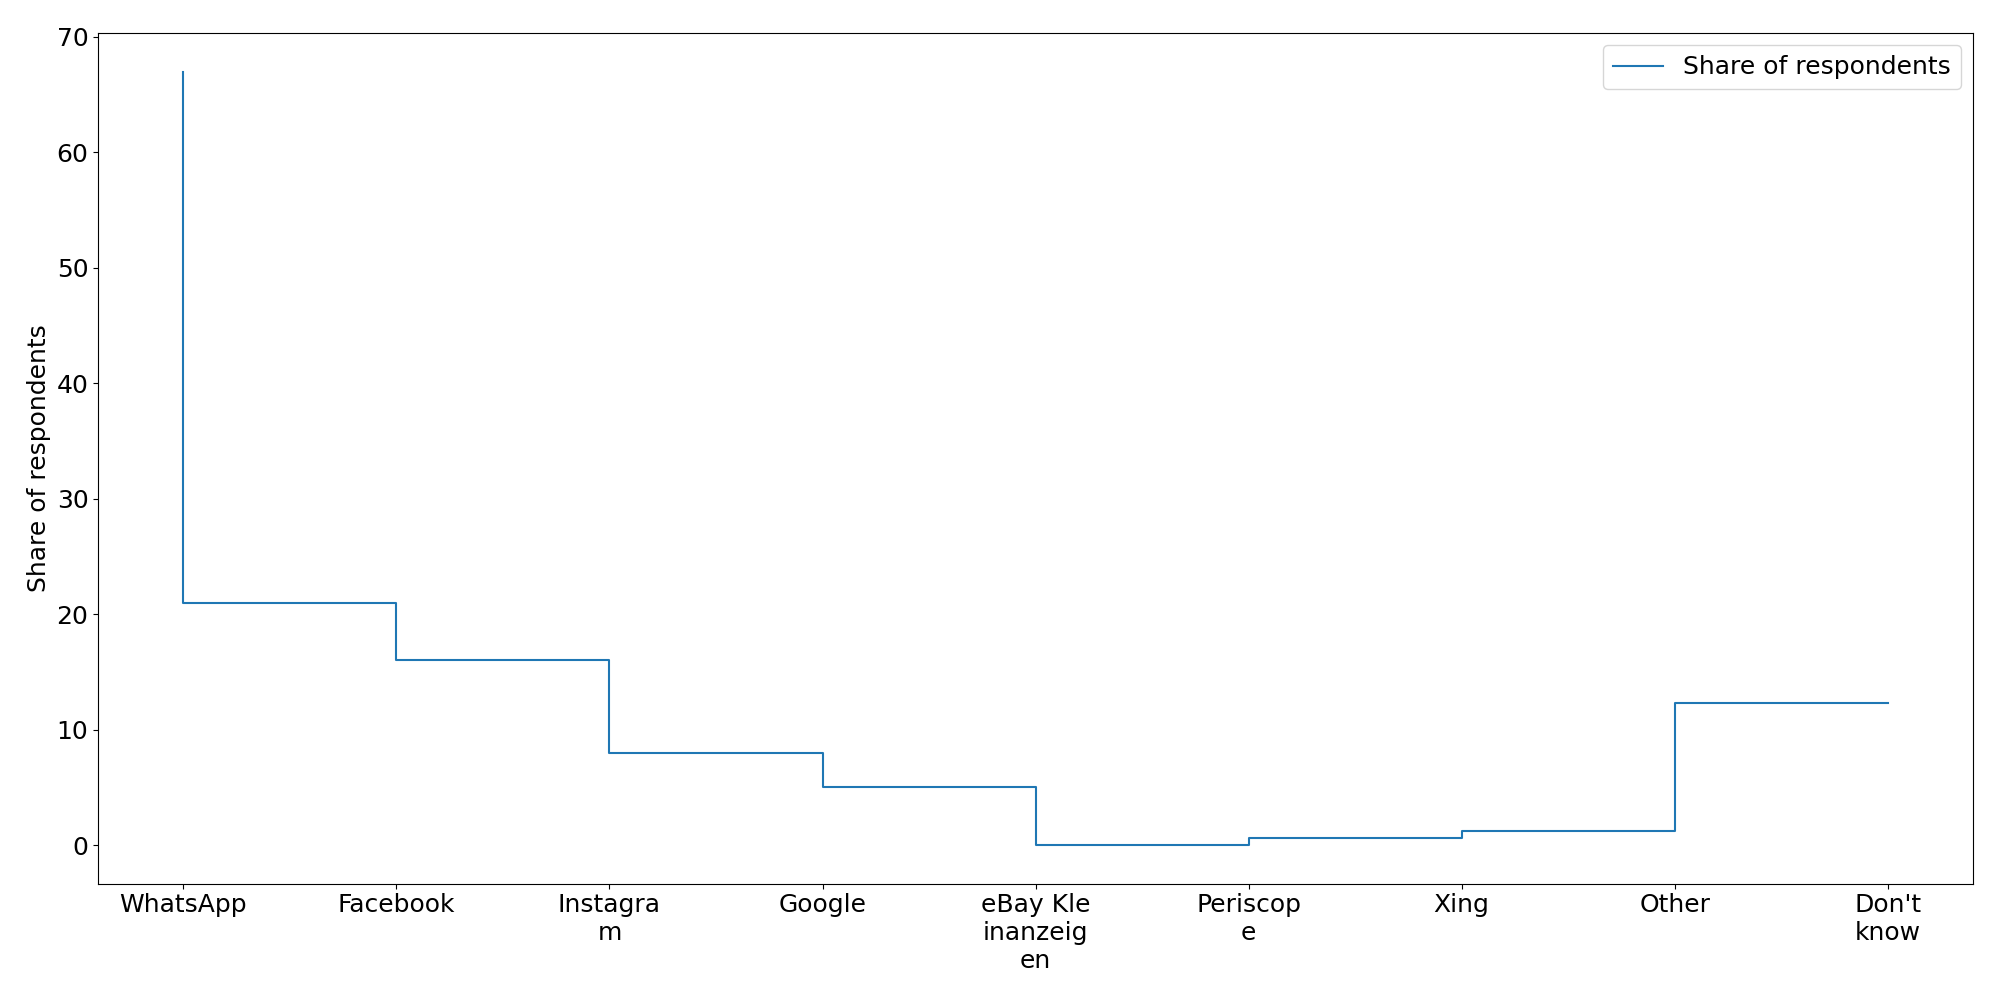 70
60
50
40
30
20
10
0
Share of respondents
Share of respondents
WhatsApp
Facebook
Instagra
m
Google
eBay Kle
inanzeig
en
Periscop
e
Xing
Other
Don't
know